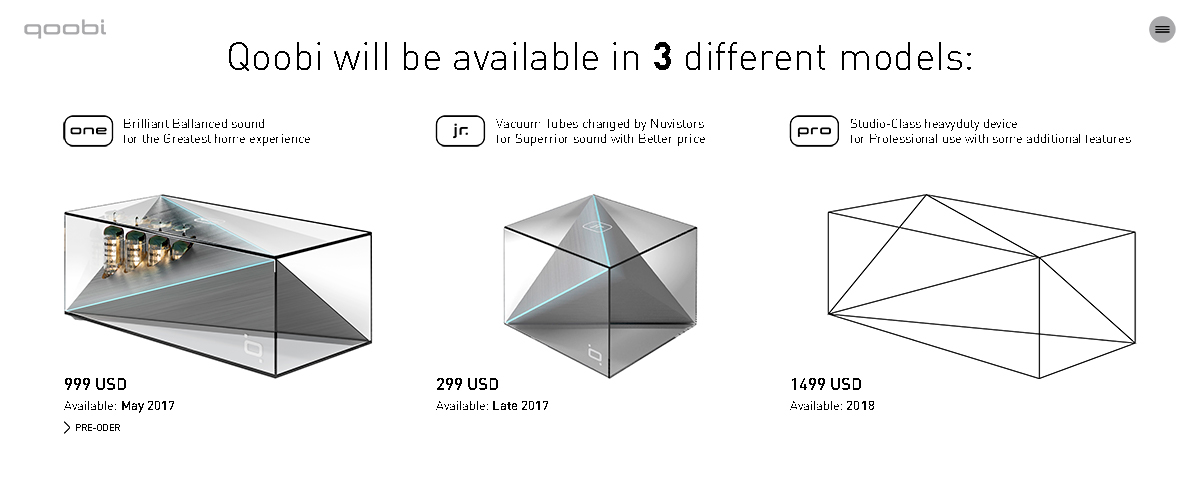 qoobi
Qoobi will be available in 3 different models:
one
Brilliant Ballanced sound
for the Greatest home experience
jr.
Vacuum Tubes changed by Nuvistors
for Superrior sound with Better price
pro
Studio-Class heavyduty device
for Professional use with some additional features
999 USD
Available: May 2017
PRE-ODER
299 USD
Available: Late 2017
1499 USD
Available: 2018